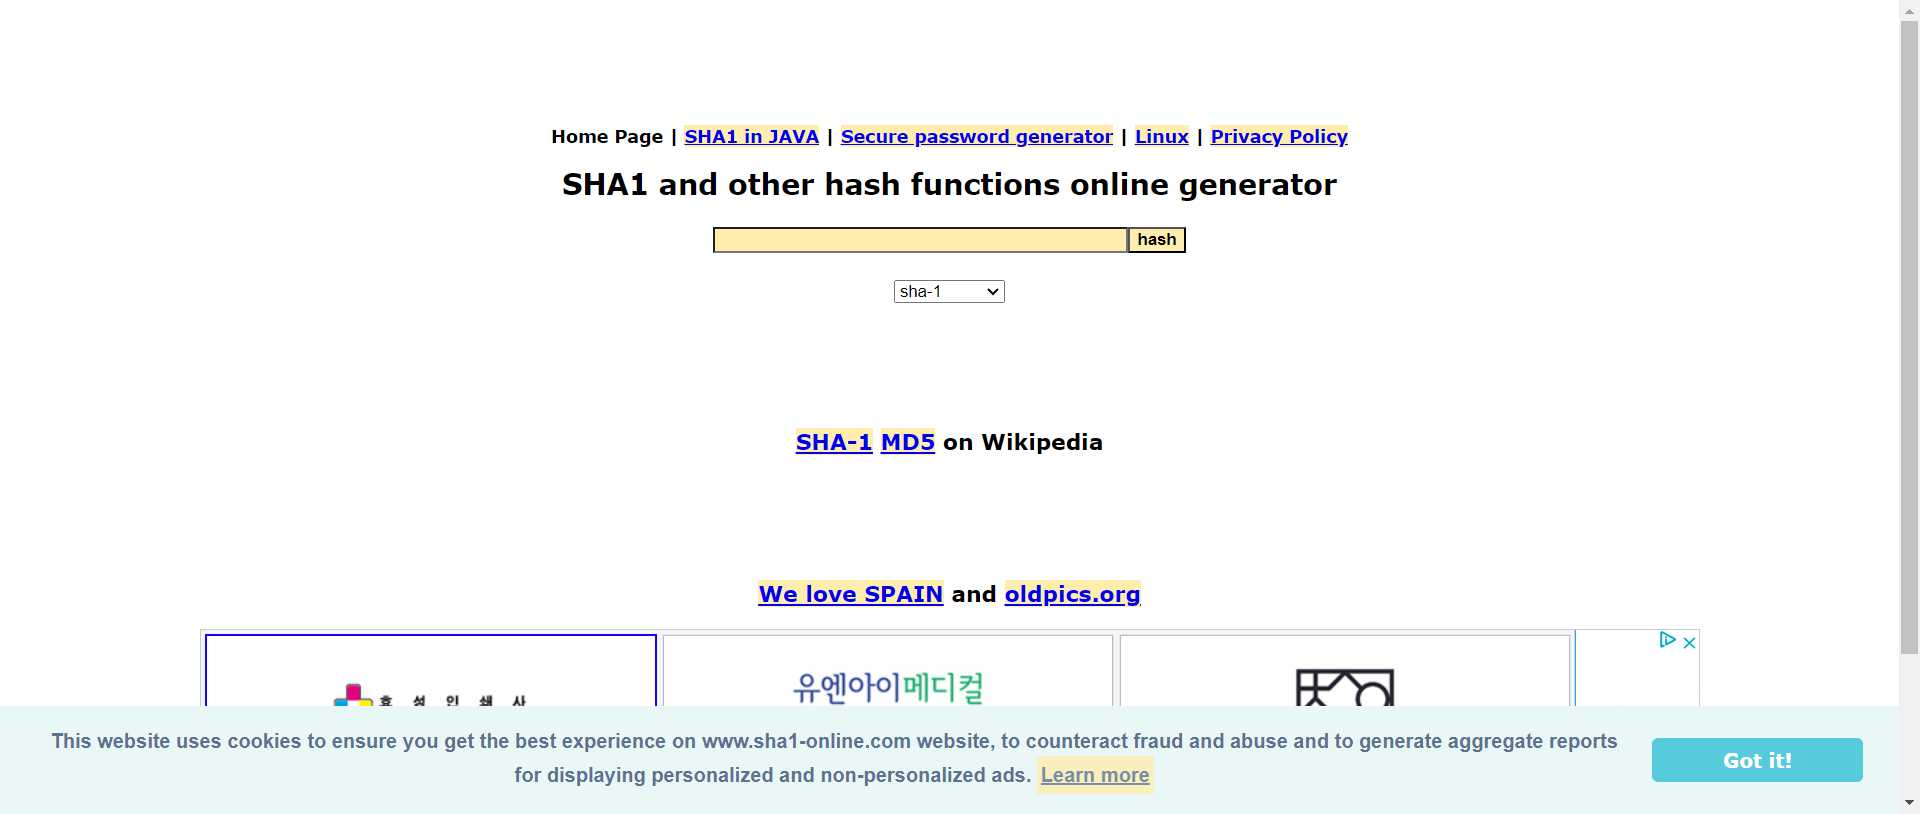 Home Page | SHA1 in JAVA | Secure password generator | Linux | Privacy Policy
SHA1 and other hash functions online generator
hash
sha-1
SHA-1 MD5 on Wikipedia
We love SPAIN and oldpics.org
유엔아이메디컬
This website uses cookies to ensure you get the best experience on www.sha1-online.com website, to counteract fraud and abuse and to generate aggregate reports
for displaying personalized and non-personalized ads. Learn more
Got it!